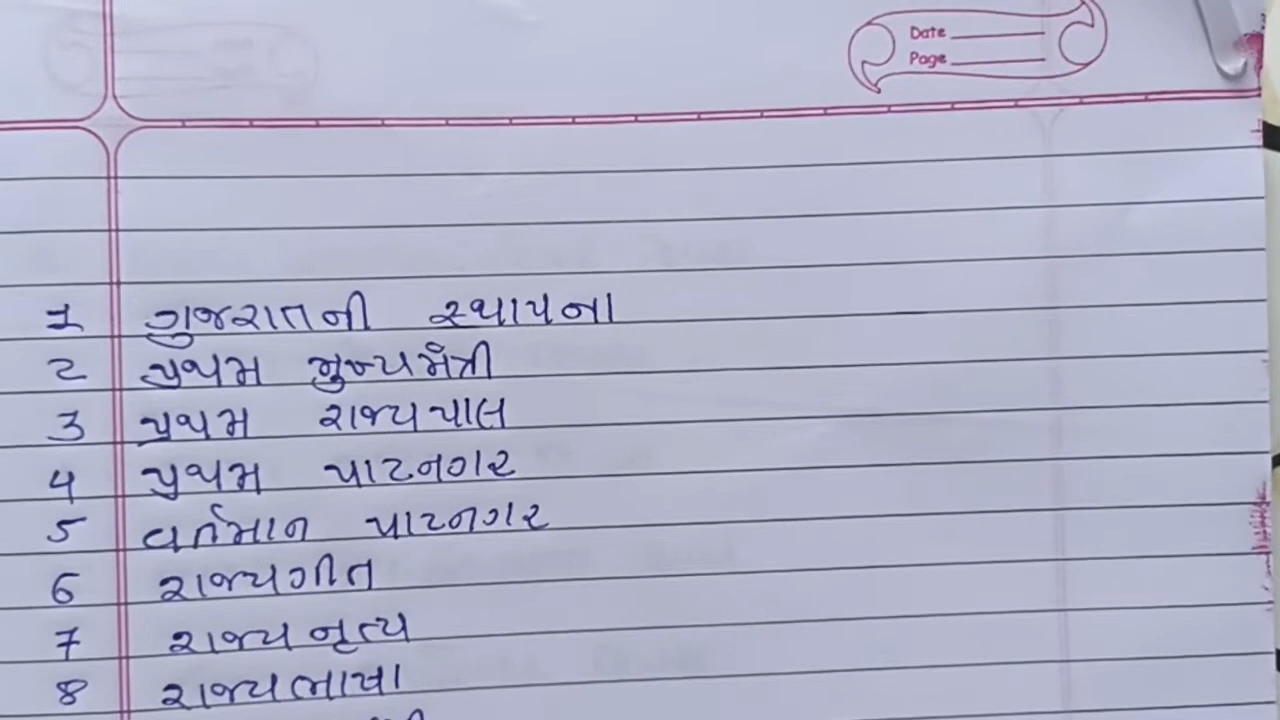 Date
Page
1 ગુજરાતની સ્થાપના
2 પ્રથમ મુખ્યમંત્રી
3 પ્રથમ રાજ્યપાલ
4 પ્રથમ પાટનગર
5 વર્તમાન પાટનગર
6 રાજ્યગીત
7 રાજ્ય નૃત્ય
8 રાજ્યભાષા